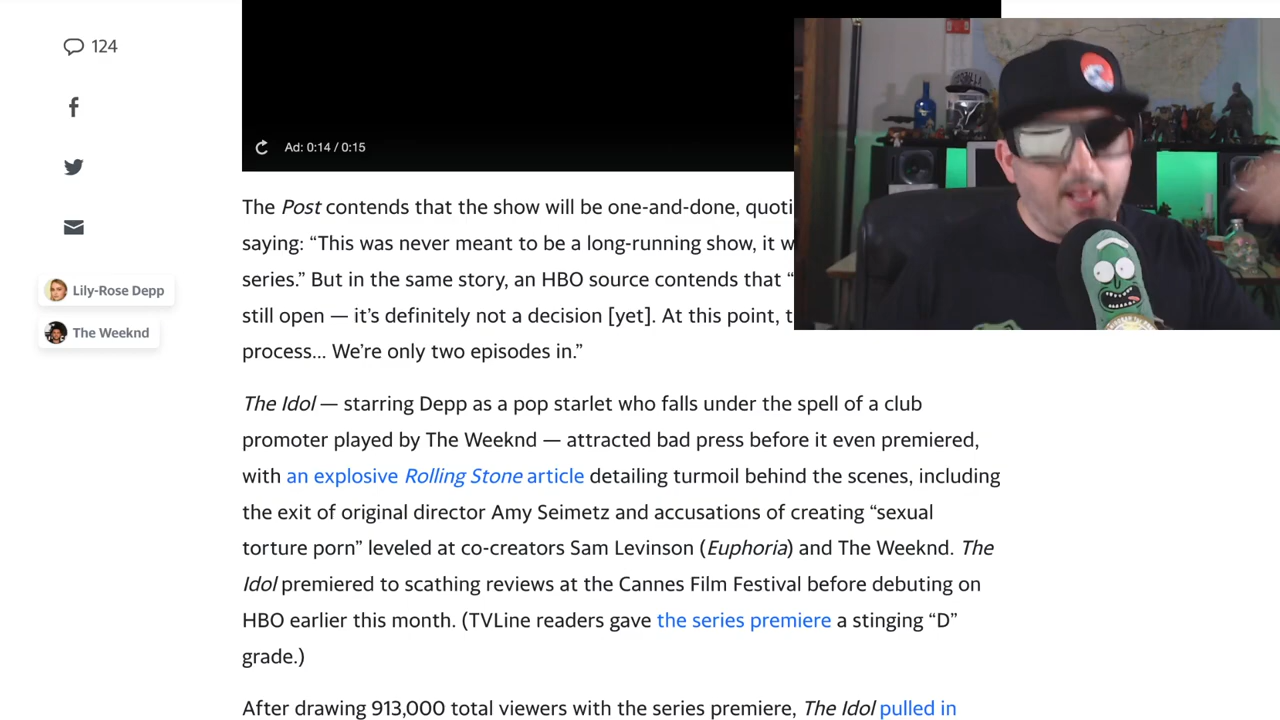 124
Ad: 0:14 / 0:15
Lily-Rose Depp
The Weeknd
The Post contends that the show will be one-and-done, quoti
saying: “This was never meant to be a long-running show, it w
series.” But in the same story, an HBO source contends that “
still open — it’s definitely not a decision [yet]. At this point, t
process... We’re only two episodes in.”
The Idol — starring Depp as a pop starlet who falls under the spell of a club
promoter played by The Weeknd — attracted bad press before it even premiered,
with an explosive Rolling Stone article detailing turmoil behind the scenes, including
the exit of original director Amy Seimetz and accusations of creating “sexual
torture porn” leveled at co-creators Sam Levinson (Euphoria) and The Weeknd. The
Idol premiered to scathing reviews at the Cannes Film Festival before debuting on
HBO earlier this month. (TVLine readers gave the series premiere a stinging “D”
grade.)
After drawing 913,000 total viewers with the series premiere, The Idol pulled in